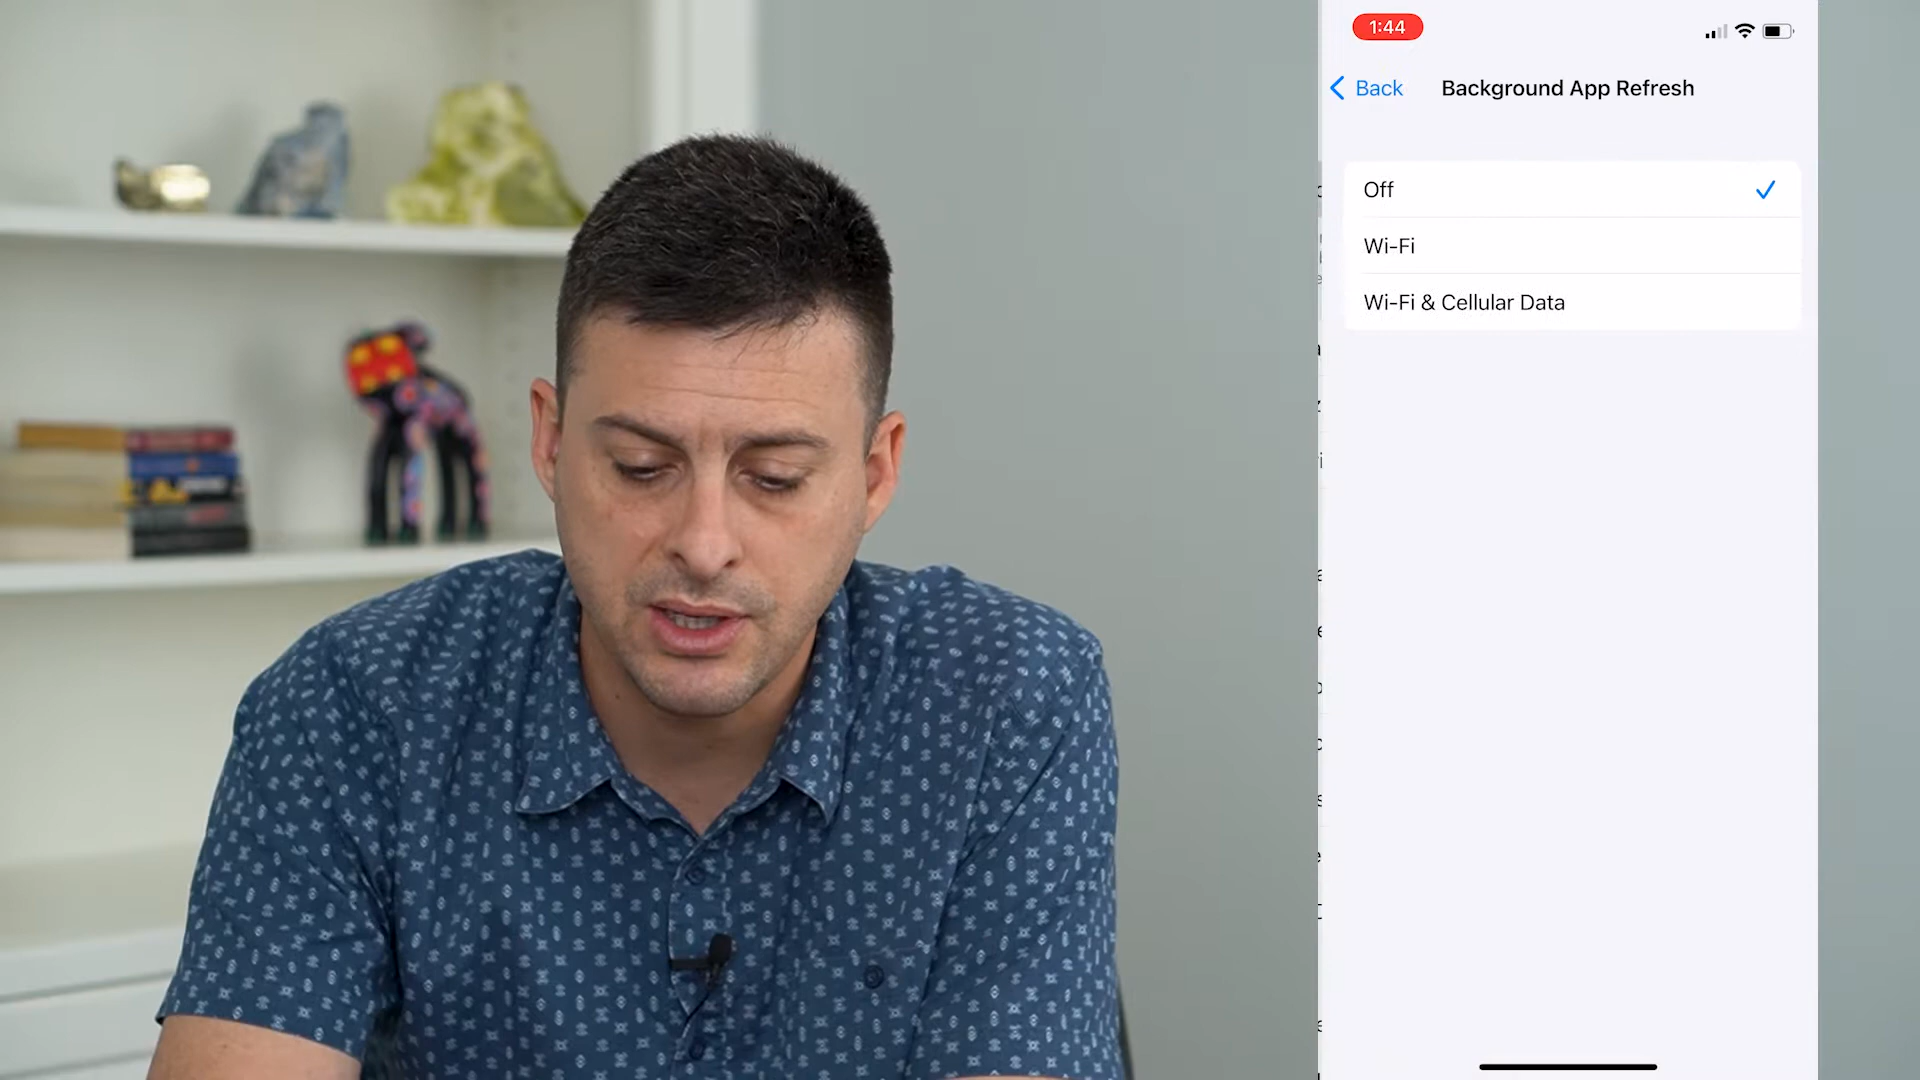 1:44
Back Background App Refresh
Off
Wi-Fi
Wi-Fi & Cellular Data